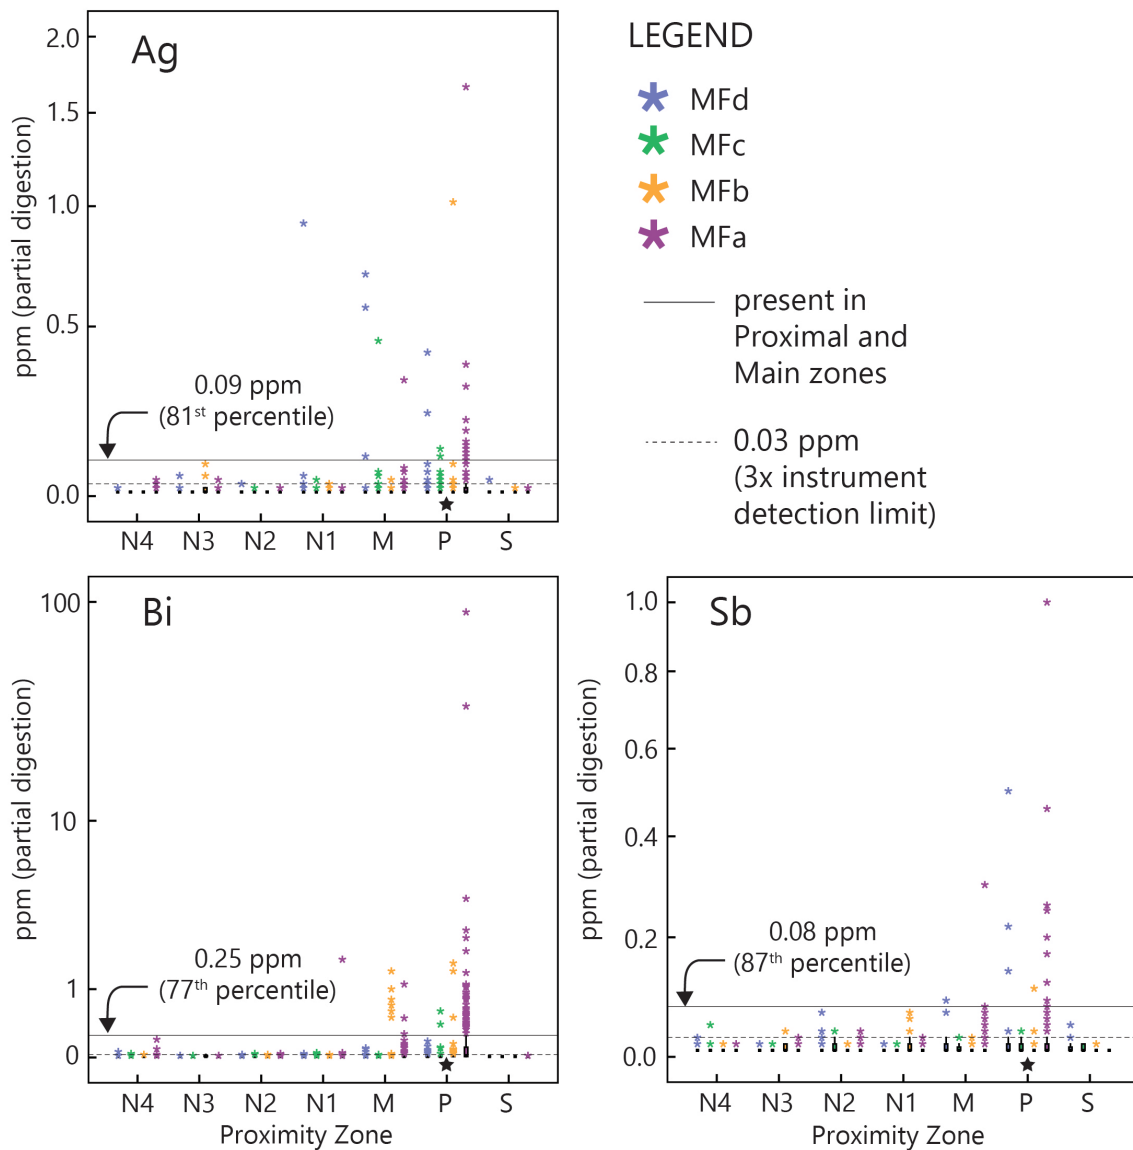 Ag
2.0
1.5
1.0
0.5
0.0
ppm (partial digestion)
0.09 ppm
(81st percentile)
N4 N3 N2 N1 M P S
LEGEND
MFd
MFc
MFb
MFa
present in
Proximal and
Main zones
0.03 ppm
(3x instrument
detection limit)
Bi
100
10
1
0
ppm (partial digestion)
0.25 ppm
(77th percentile)
N4 N3 N2 N1 M P S
Proximity Zone
Sb
1.0
0.8
0.6
0.4
0.2
0.0
ppm (partial digestion)
0.08 ppm
(87th percentile)
N4 N3 N2 N1 M P S
Proximity Zone